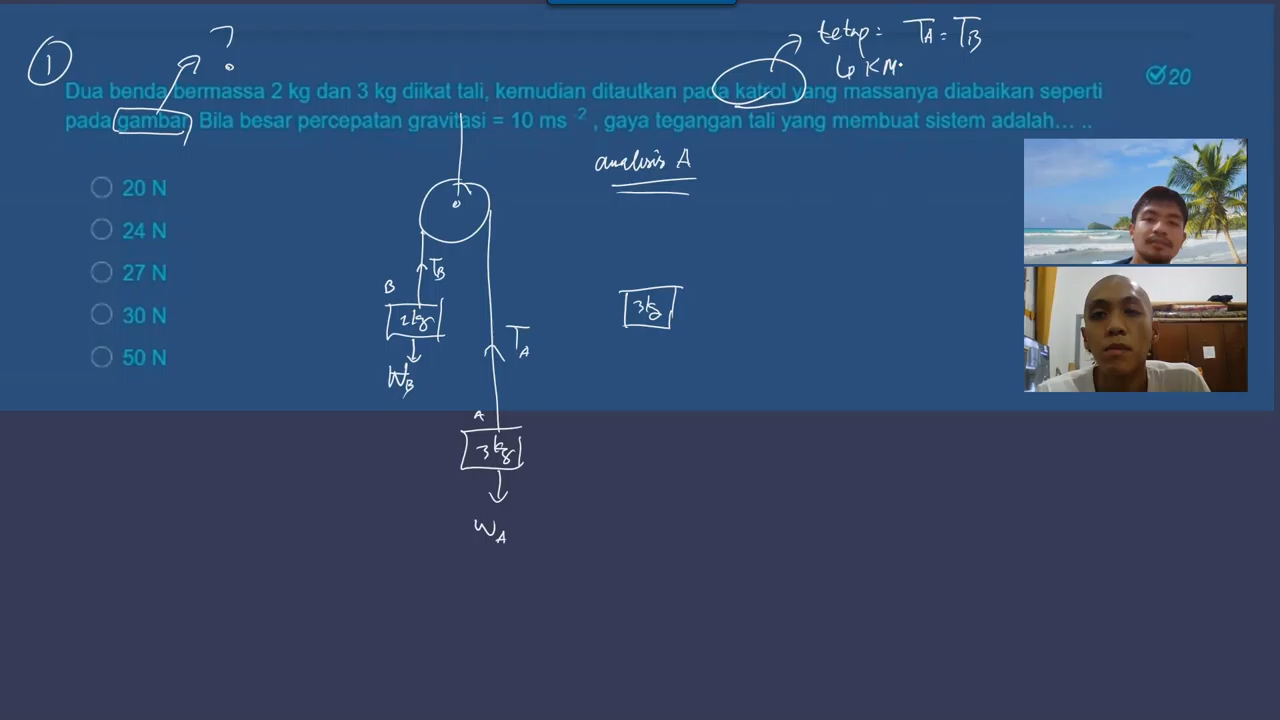 ① ?
tetap: TA = TB
↳ KM.
20
Dua benda bermassa 2 kg dan 3 kg diikat tali, kemudian ditautkan pada katrol yang massanya diabaikan seperti
pada gambar. Bila besar percepatan gravitasi = 10 ms -2 , gaya tegangan tali yang membuat sistem adalah... ..
analisis A
20 N
24 N
27 N
30 N
50 N
TB
B
2kg
WB
TA
A
3kg
WA
3kg